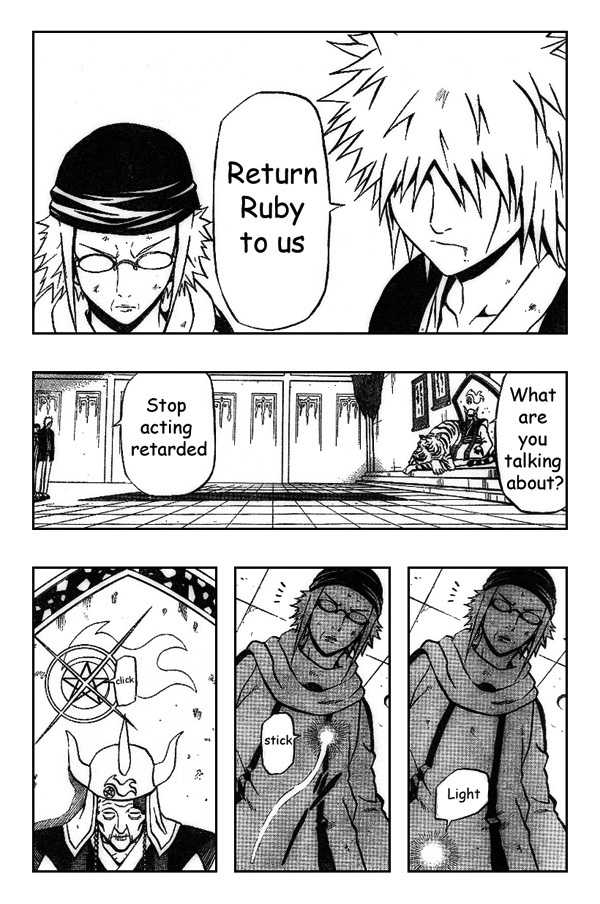 Return
Ruby
to us
What
are
you
talking
about?
Stop
acting
retarded
click
stick
Light